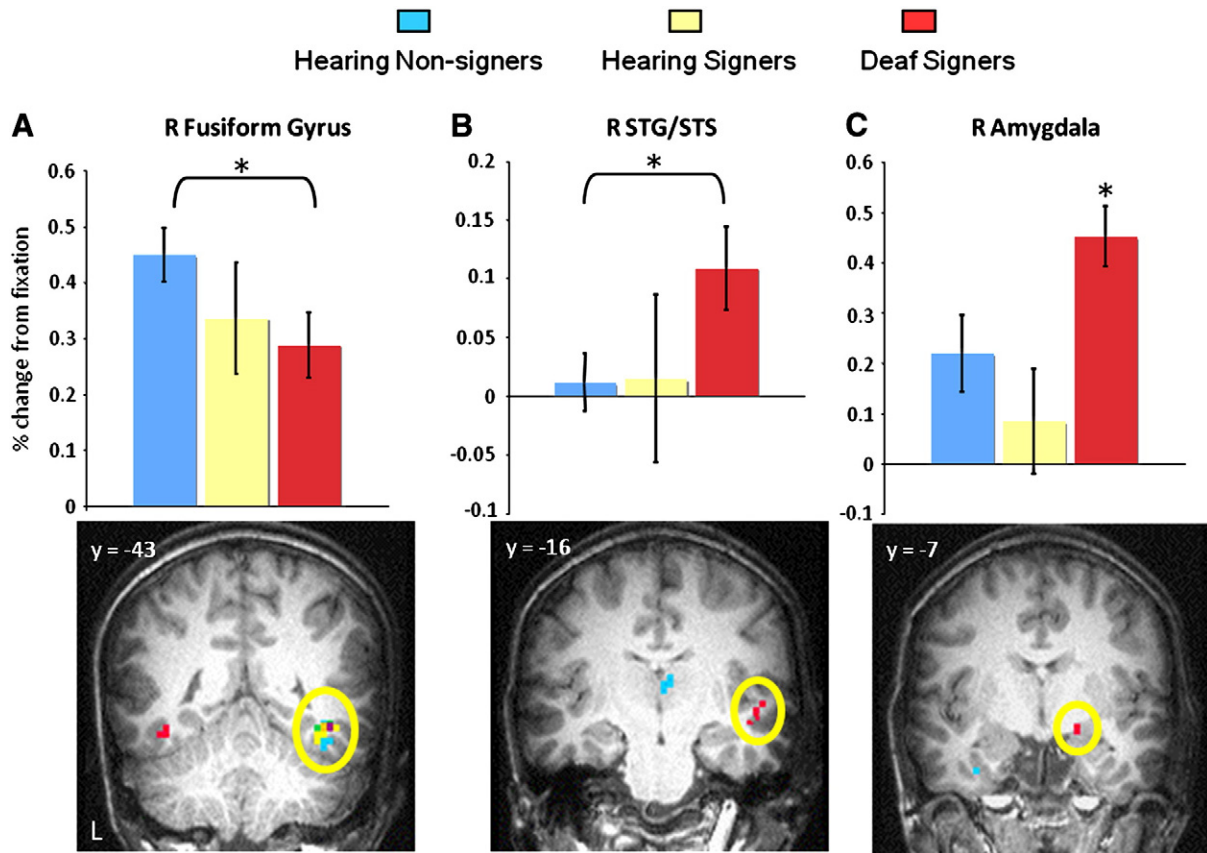 Hearing Non-signers Hearing Signers Deaf Signers
A R Fusiform Gyrus
% change from fixation
0.6
0.5
0.4
0.3
0.2
0.1
0
*
B R STG/STS
0.2
0.15
0.1
0.05
0
-0.05
-0.1
*
C R Amygdala
0.6
0.5
0.4
0.3
0.2
0.1
0
-0.1
*
y = -43
L
y = -16
y = -7